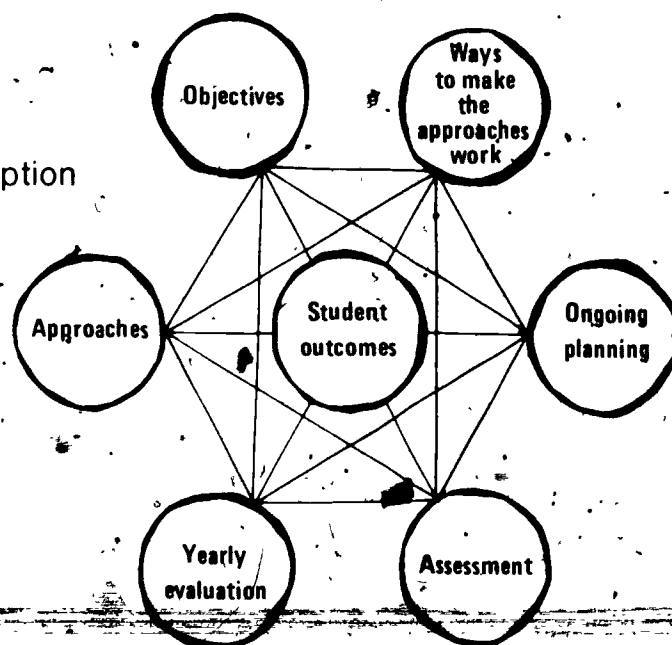 Objectives
Ways
to make
the
approaches
work
ption
Approaches
Student
outcomes
Ongoing
planning
Yearly
evaluation
Assessment